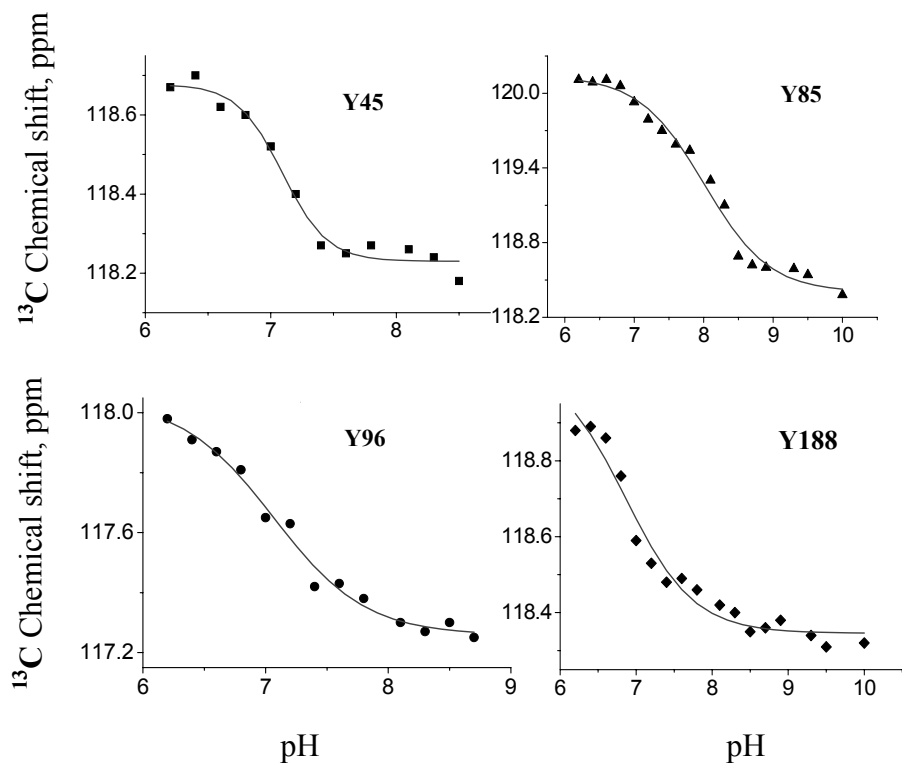 ¹³C Chemical shift, ppm
Y45
118.6
118.4
118.2
6 7 8
Y85
120.0
119.4
118.8
118.2
6 7 8 9 10
¹³C Chemical shift, ppm
Y96
118.0
117.6
117.2
6 7 8 9
pH
Y188
118.8
118.6
118.4
118.2
6 7 8 9 10
pH